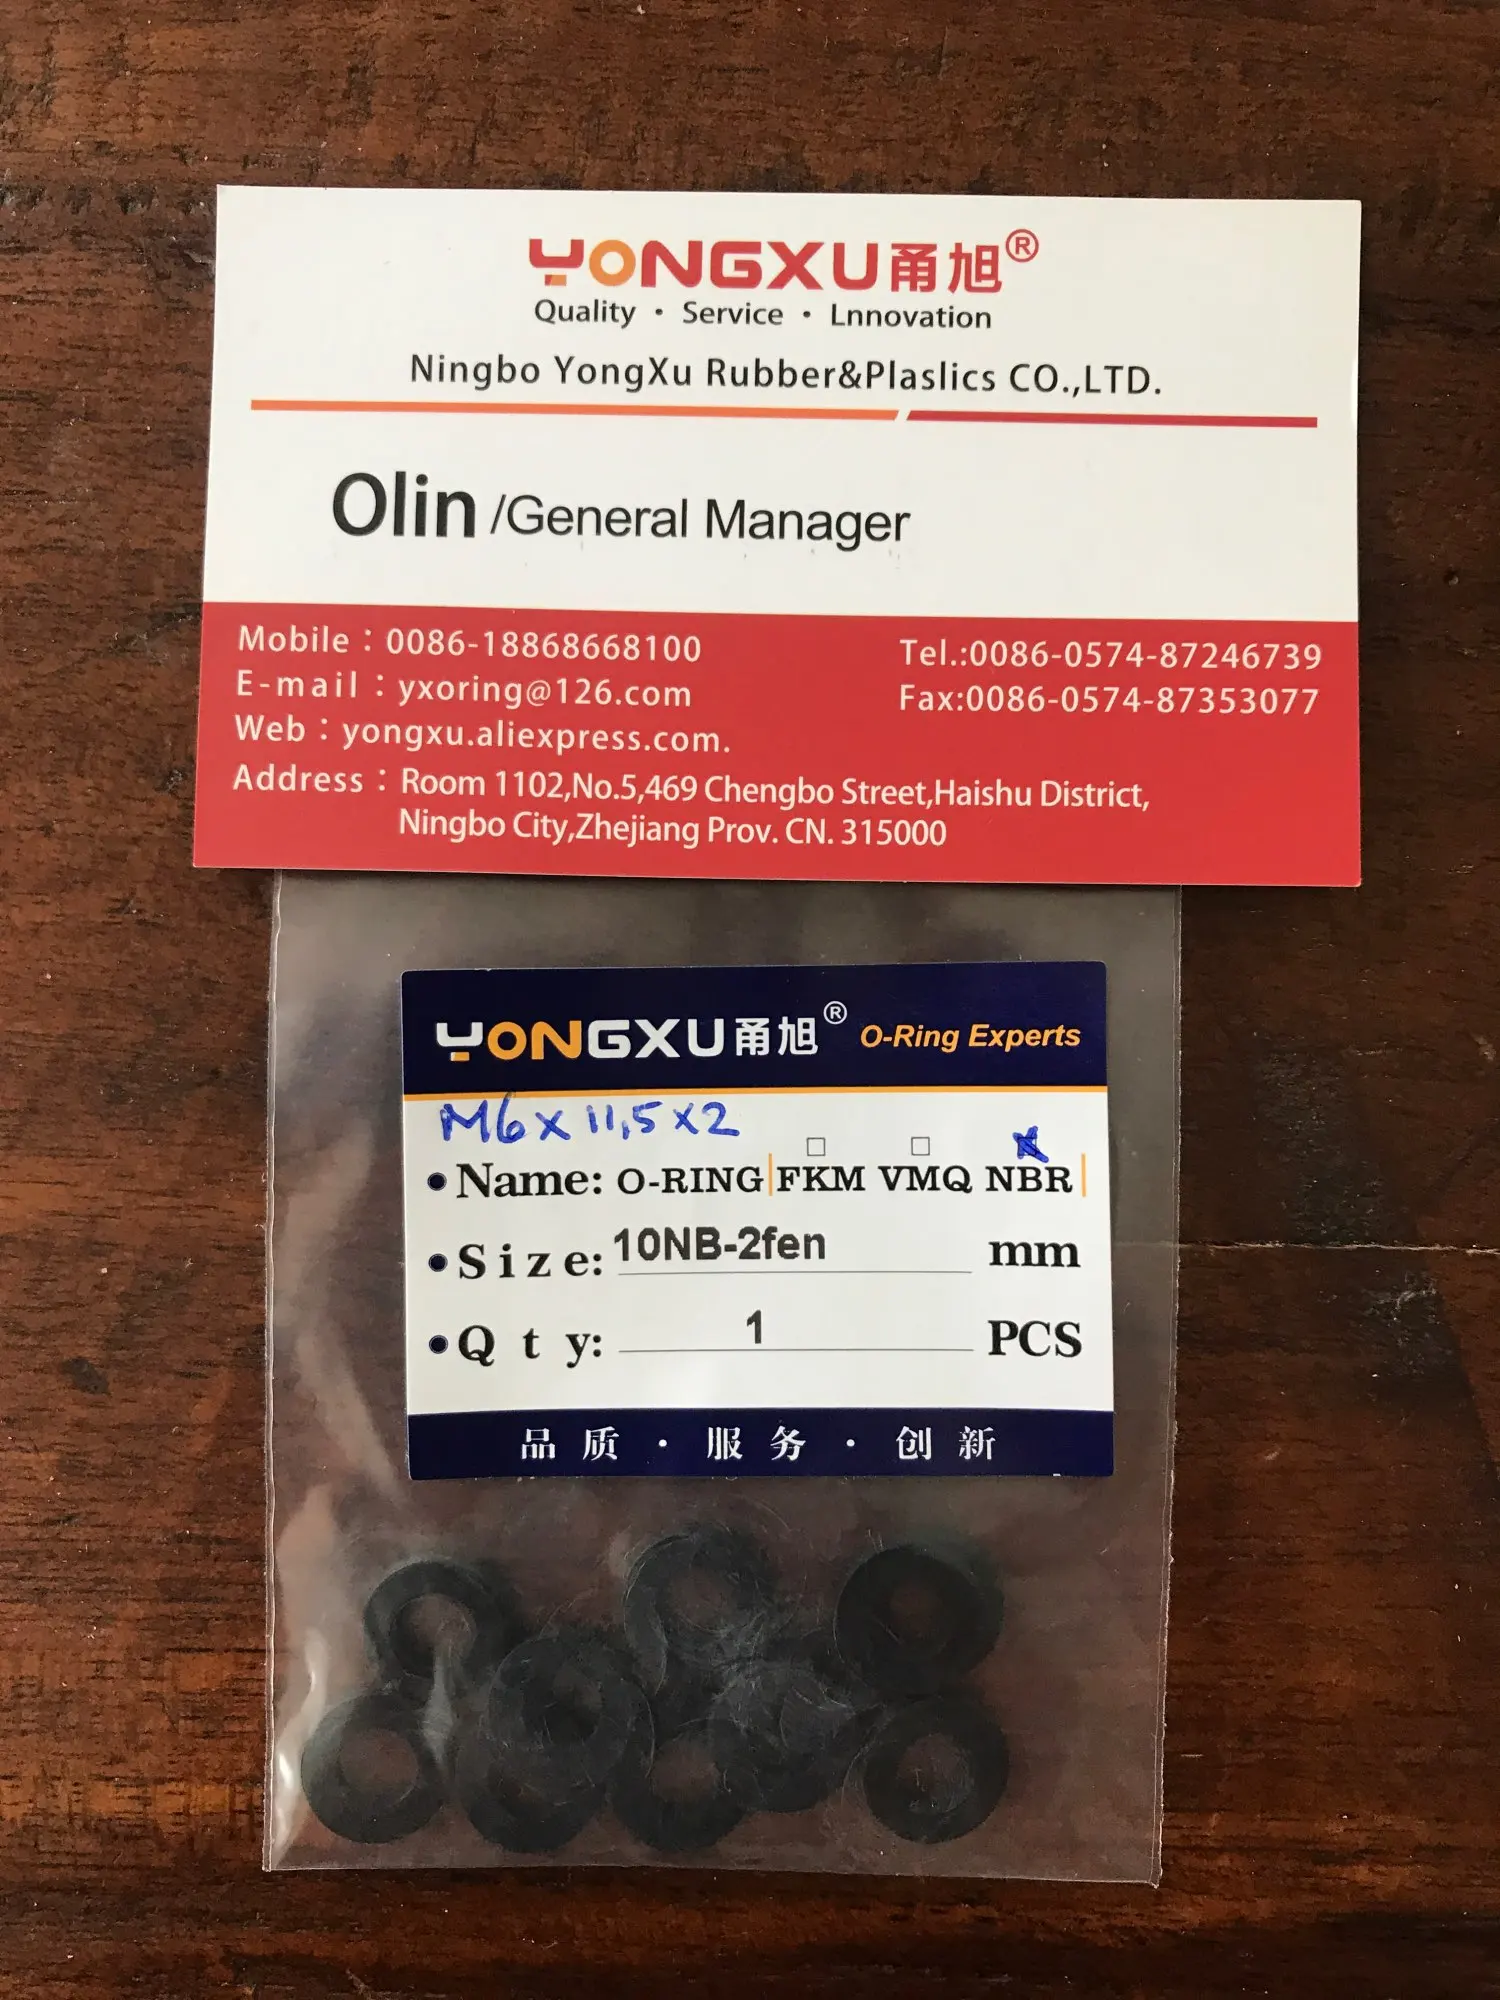 YONGXU甬旭®
Quality · Service · Lnnovation
Ningbo YongXu Rubber&Plaslics CO.,LTD.
Olin /General Manager
Mobile：0086-18868668100
Tel.:0086-0574-87246739
E-mail：yxoring@126.com
Fax:0086-0574-87353077
Web：yongxu.aliexpress.com.
Address：Room 1102,No.5,469 Chengbo Street,Haishu District,
Ningbo City,Zhejiang Prov. CN. 315000
YONGXU甬旭® O-Ring Experts
M6x11,5x2
• Name: O-RING|FKM VMQ NBR|
• Size: 10NB-2fen mm
• Qty: 1 PCS
品质·服务·创新